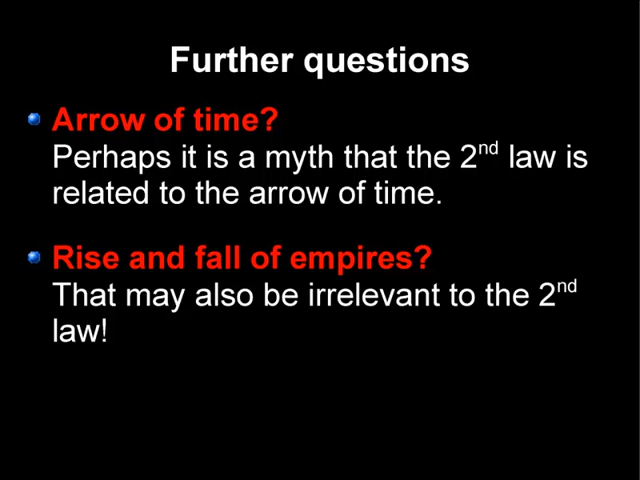 Further questions
Arrow of time?
Perhaps it is a myth that the 2nd law is
related to the arrow of time.
Rise and fall of empires?
That may also be irrelevant to the 2nd
law!